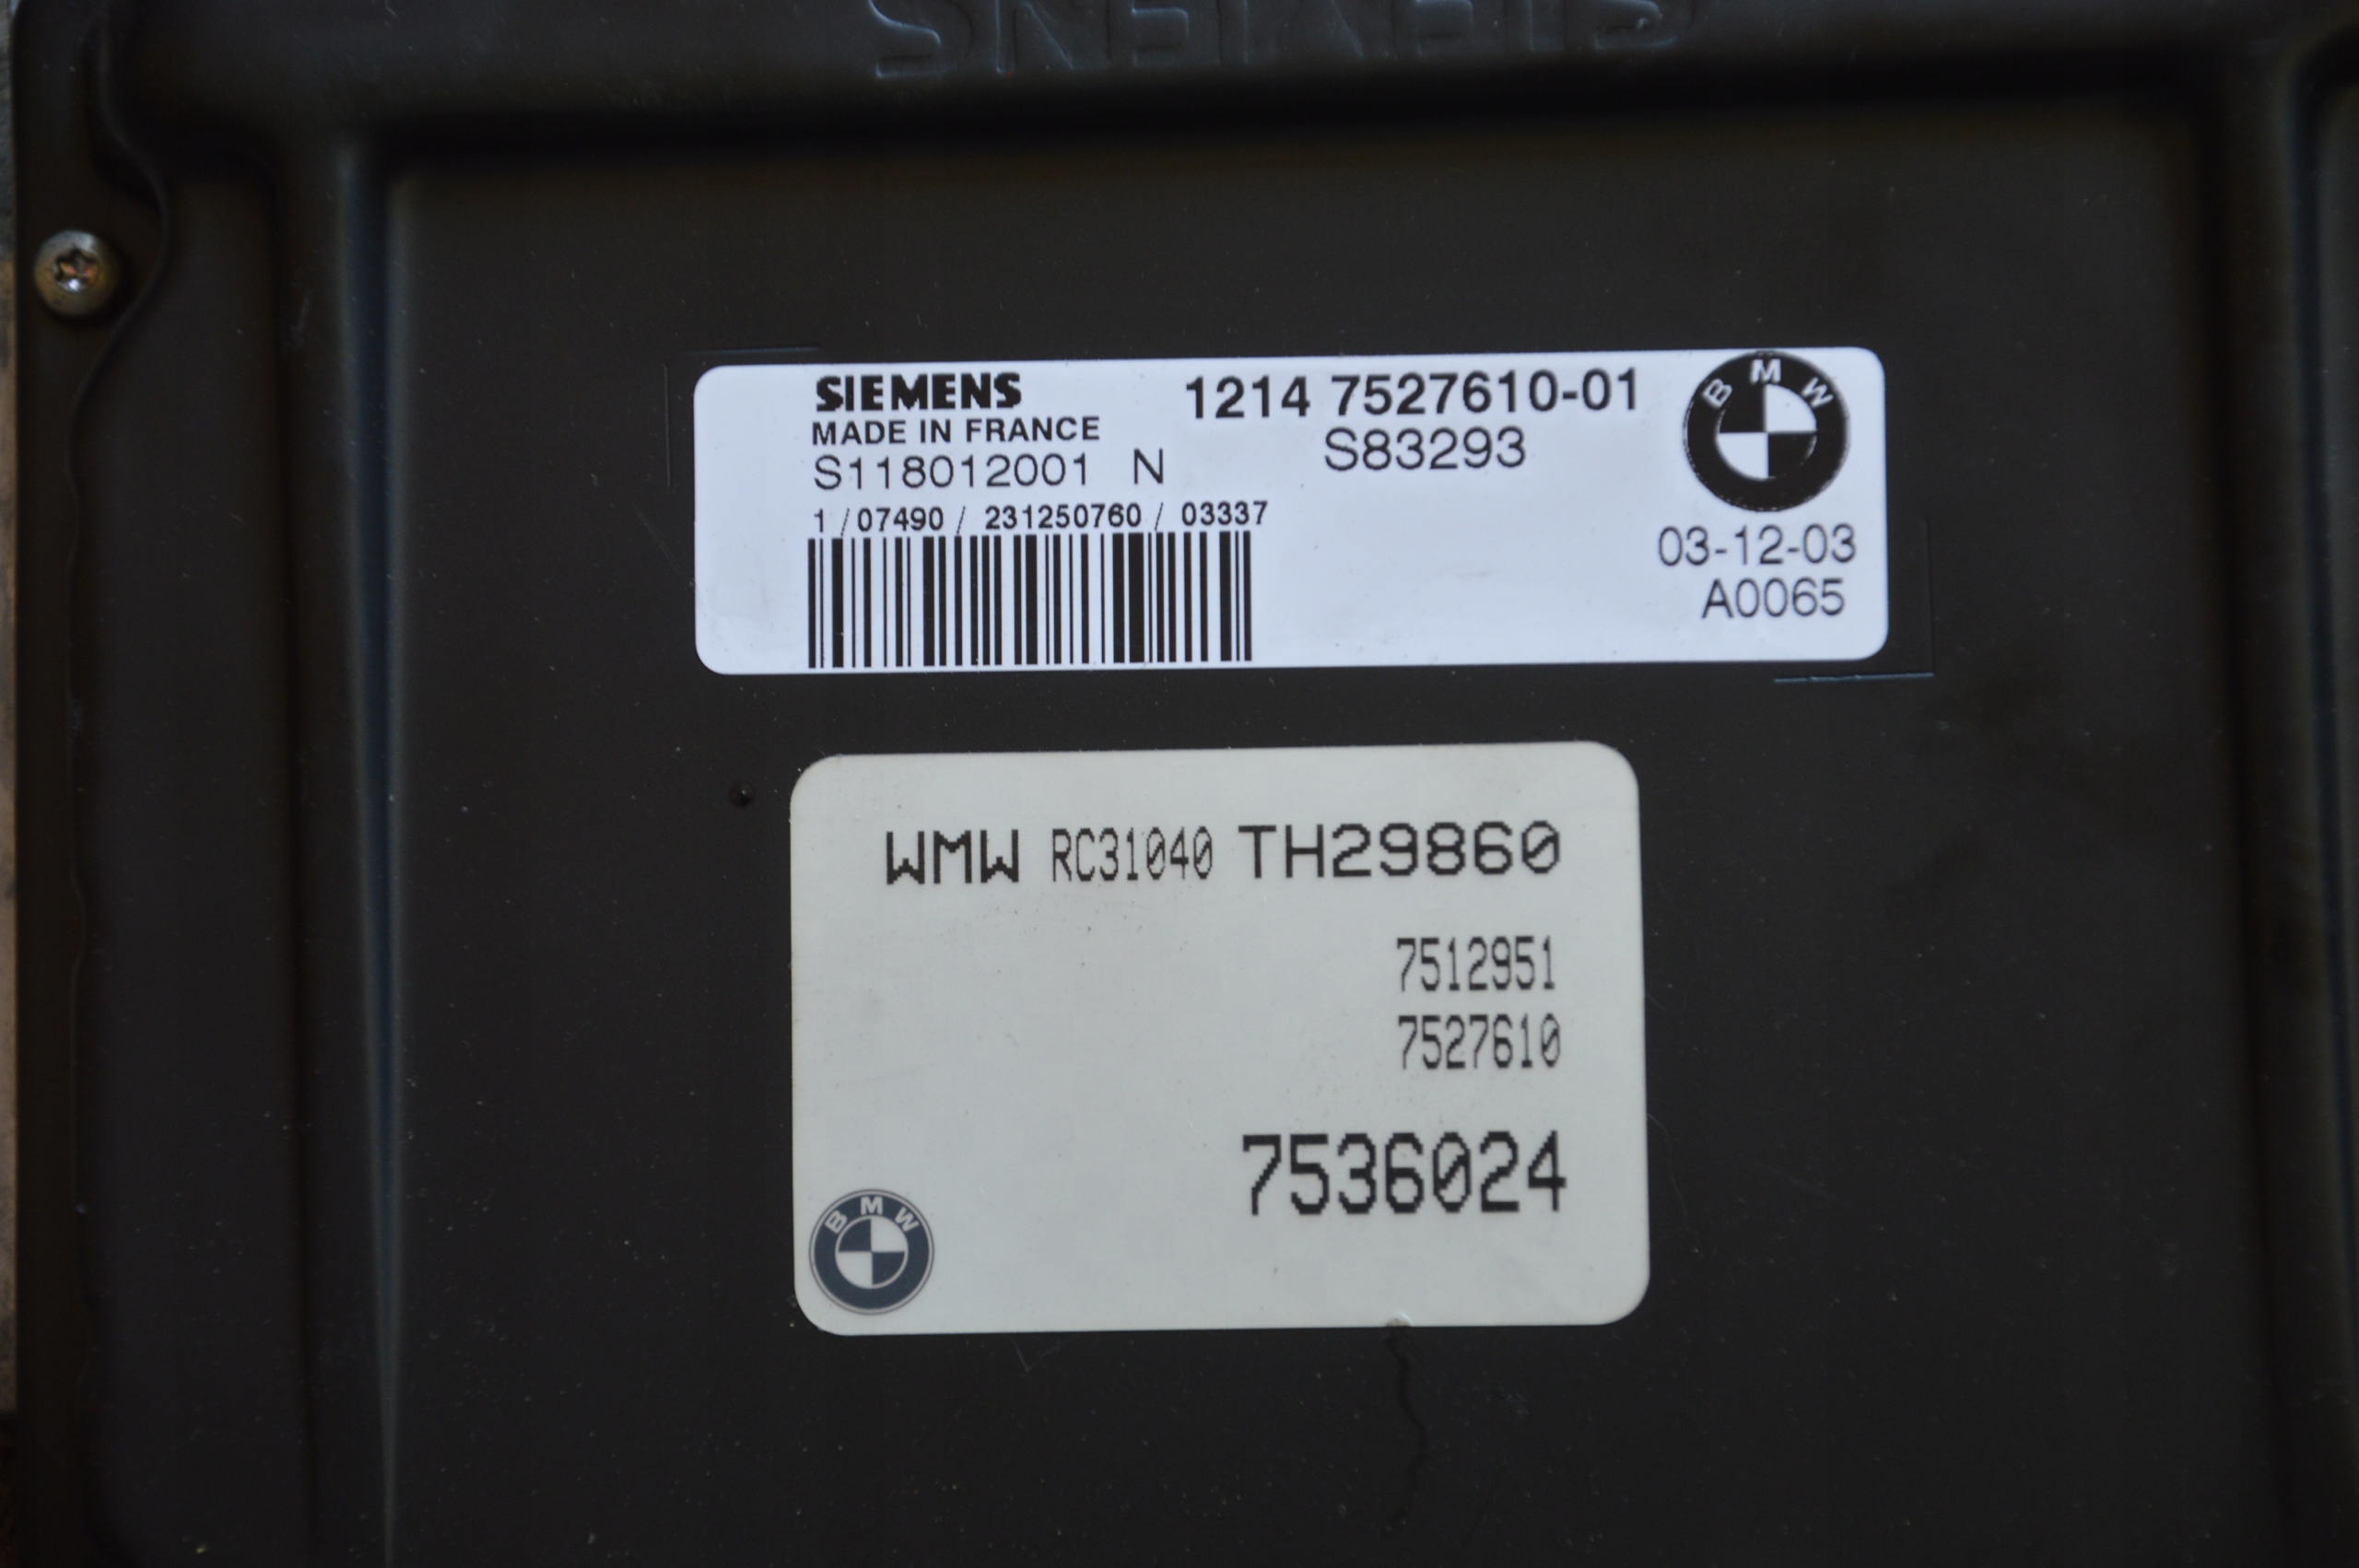 SIEMENS
SIEMENS 1214 7527610-01
MADE IN FRANCE S83293
S118012001 N
1/07490/231250760/03337
BMW
03-12-03
A0065
WMW RC31040 TH29860
7512951
7527610
7536024
BMW